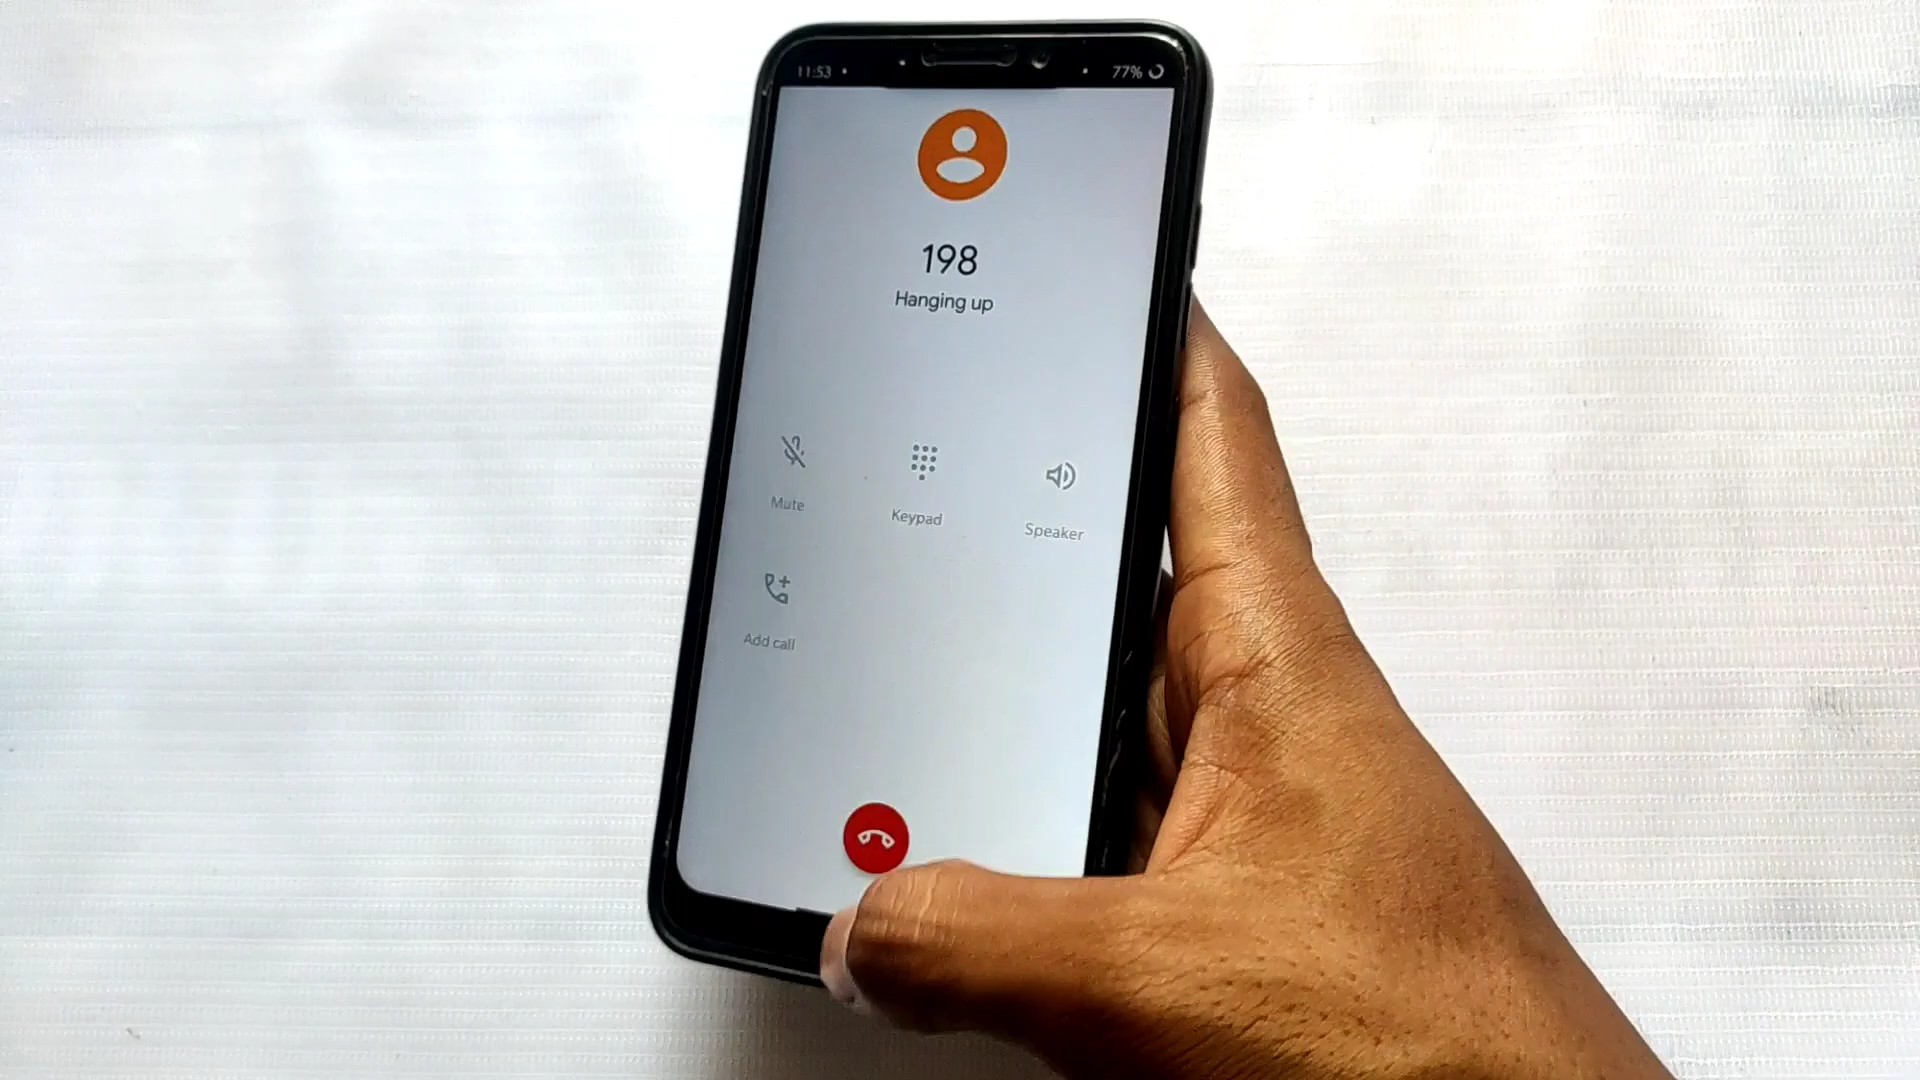 11:53 77%
198
Hanging up
Mute Keypad Speaker
Add call